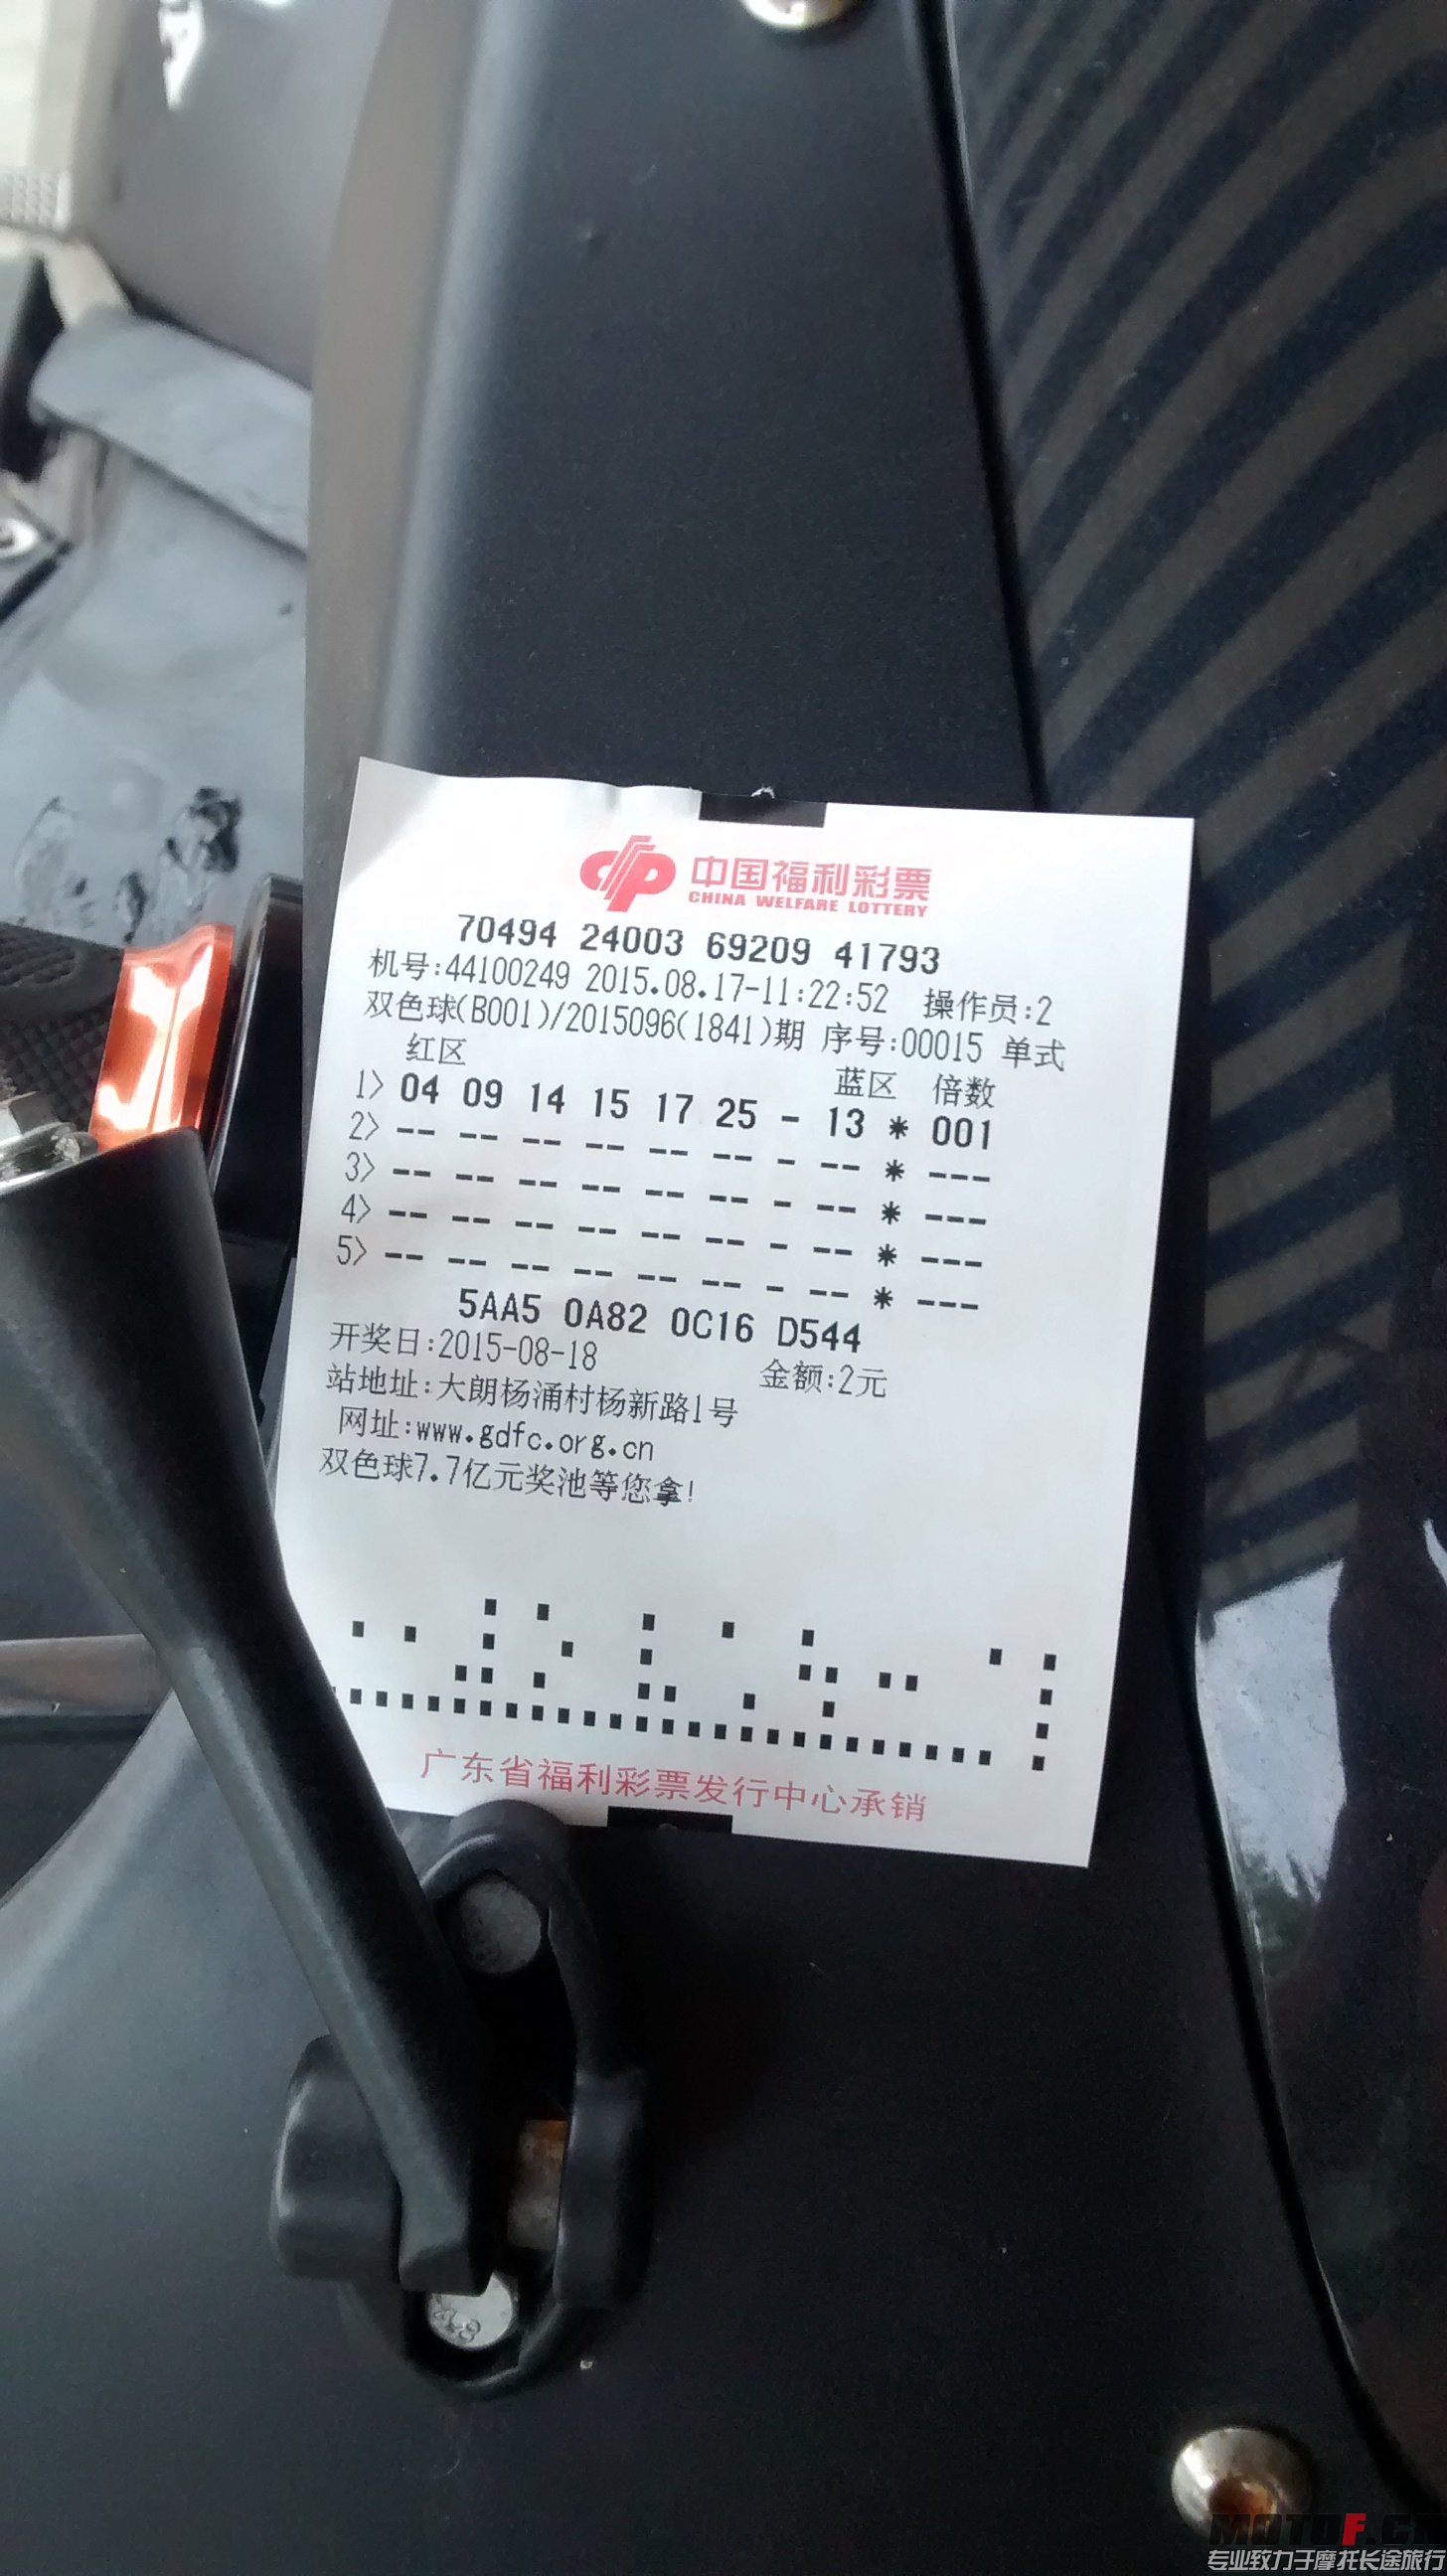 中国福利彩票
CHINA WELFARE LOTTERY
70494 24003 69209 41793
机号:44100249 2015.08.17-11:22:52 操作员:2
双色球(B001)/2015096(1841)期 序号:00015 单式
红区 蓝区 倍数
1> 04 09 14 15 17 25 - 13 * 001
2> -- -- -- -- -- -- - -- * ---
3> -- -- -- -- -- -- - -- * ---
4> -- -- -- -- -- -- - -- * ---
5> -- -- -- -- -- -- - -- * ---
5AA5 0A82 0C16 D544
开奖日:2015-08-18 金额:2元
站地址:大朗杨涌村杨新路1号
网址:www.gdfc.org.cn
双色球7.7亿元奖池等您拿!
广东省福利彩票发行中心承销
8.8
MOTOF.CN
专业致力于摩托长途旅行